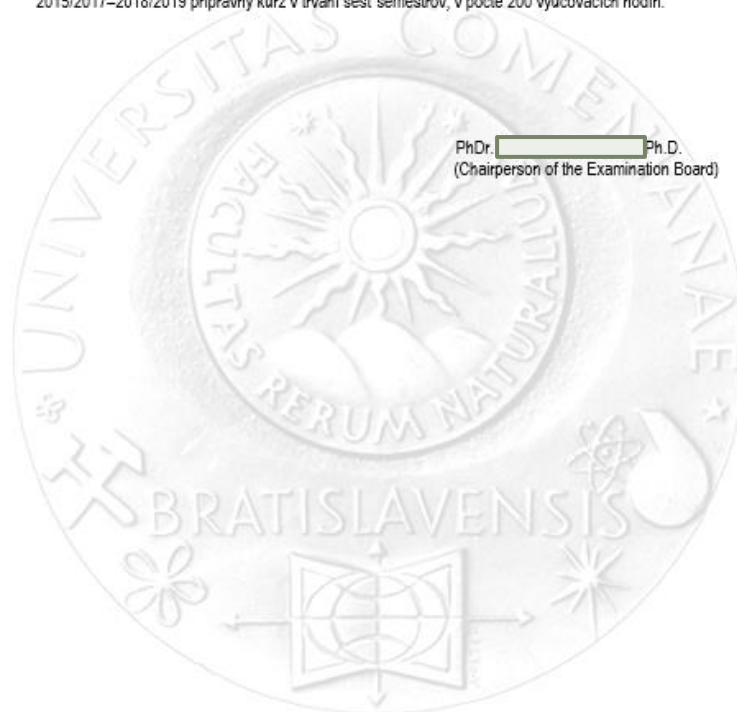 2015/2017–2018/2019 prípravný kurz v trvaní šesť semestrov, v počte 200 vyučovacích hodín.
PhDr. Ph.D.
(Chairperson of the Examination Board)
UNIVERSITAS COMENIANAE
FACULTAS RERUM NATURALIUM
BRATISLAVENSIS